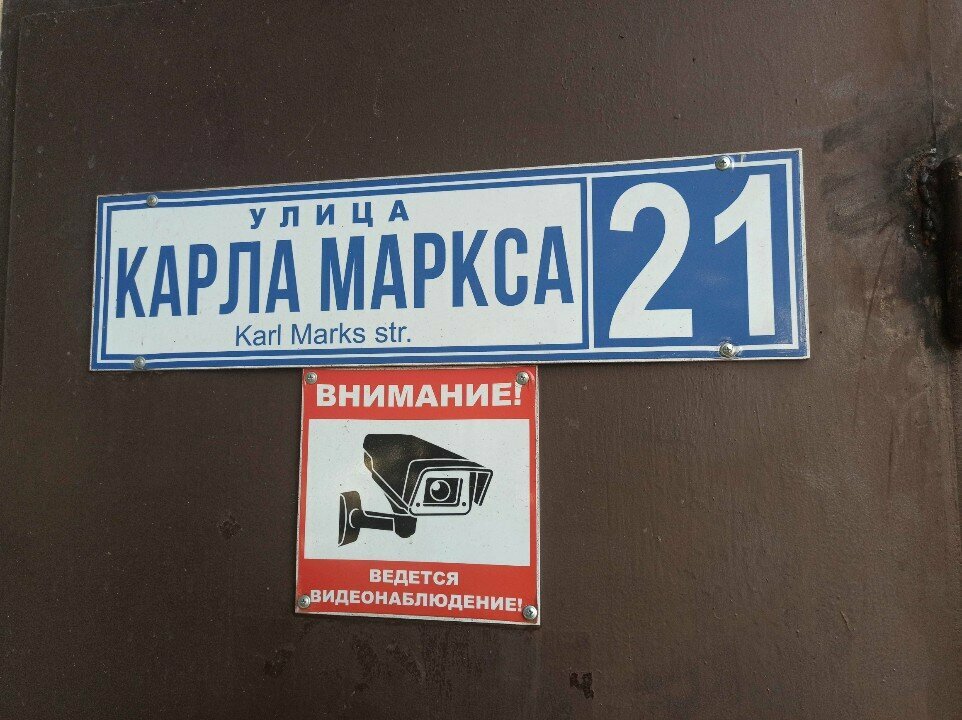 УЛИЦА
КАРЛА МАРКСА
Karl Marks str.
21
ВНИМАНИЕ!
ВЕДЕТСЯ
ВИДЕОНАБЛЮДЕНИЕ!